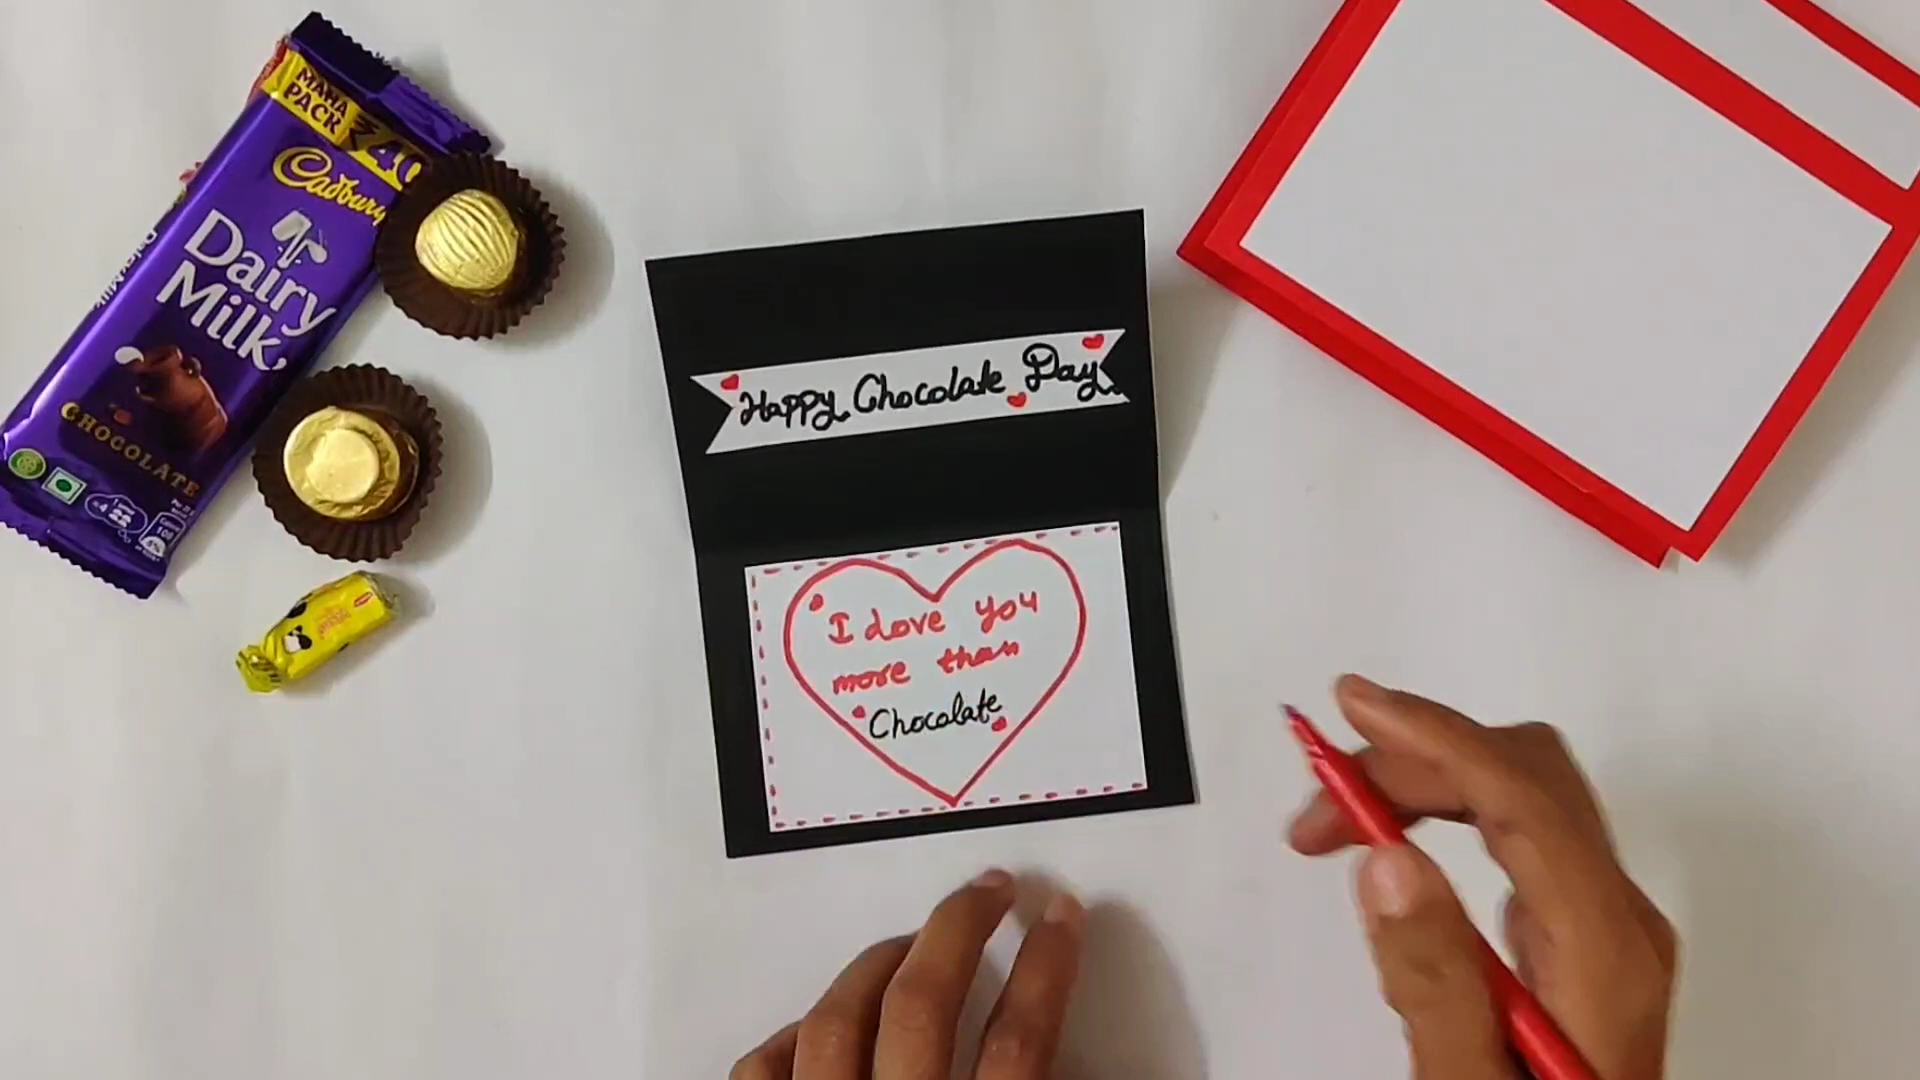 MAHA
PACK
₹40
Cadbury
Dairy
Milk
CHOCOLATE
Happy Chocolate Day
I Love you
more than
Chocolate